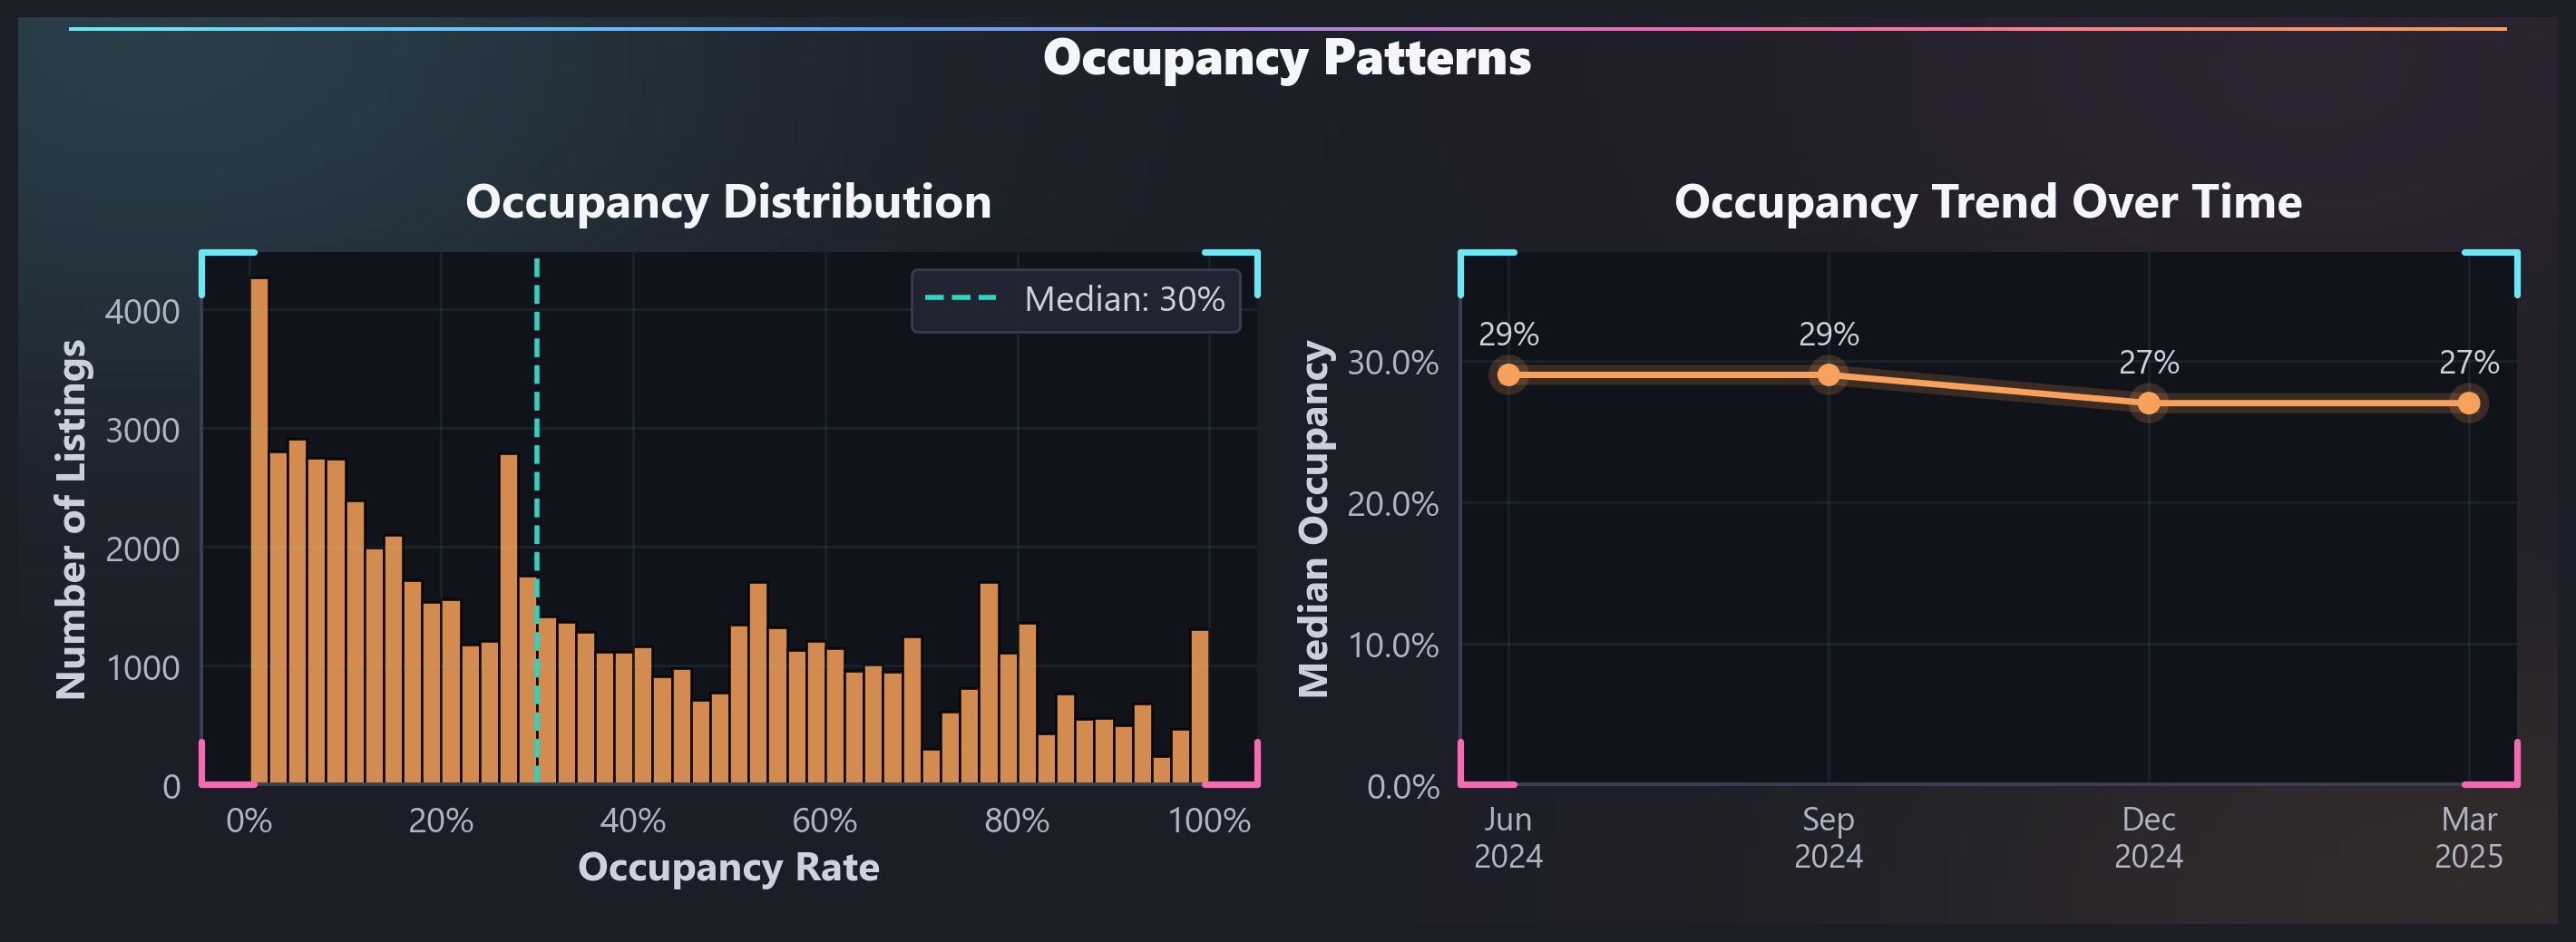 Occupancy Patterns
Occupancy Distribution
Number of Listings
4000
3000
2000
1000
0
Median: 30%
0%
20%
40%
60%
80%
100%
Occupancy Rate
Occupancy Trend Over Time
Median Occupancy
30.0%
20.0%
10.0%
0.0%
29%
29%
27%
27%
Jun
2024
Sep
2024
Dec
2024
Mar
2025